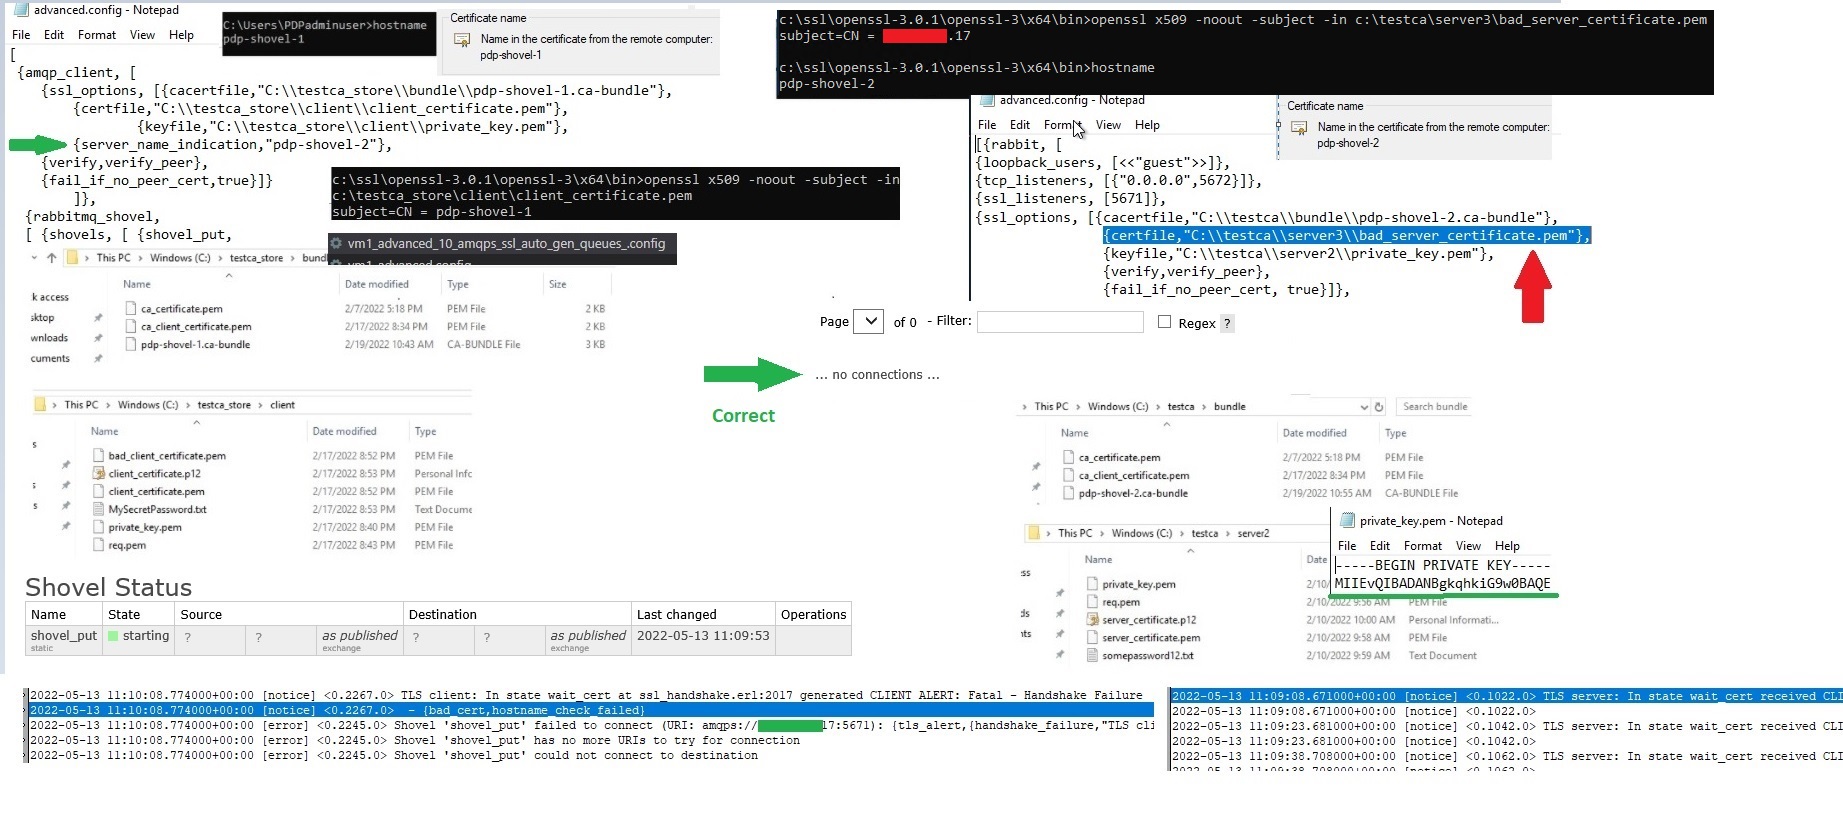 advanced.config - Notepad
File Edit Format View Help
C:\Users\PDPadminuser>hostname
pdp-shovel-1
Certificate name
Name in the certificate from the remote computer:
pdp-shovel-1
[
{amqp_client, [
{ssl_options, [{cacertfile,"C:\\testca_store\\bundle\\pdp-shovel-1.ca-bundle"},
{certfile,"C:\\testca_store\\client\\client_certificate.pem"},
{keyfile,"C:\\testca_store\\client\\private_key.pem"},
{server_name_indication,"pdp-shovel-2"},
{verify,verify_peer},
{fail_if_no_peer_cert,true}]}
]},
{rabbitmq_shovel,
[ {shovels, [ {shovel_put,
c:\ssl\openssl-3.0.1\openssl-3\x64\bin>openssl x509 -noout -subject -in
c:\testca_store\client\client_certificate.pem
subject=CN = pdp-shovel-1
vm1_advanced_10_amqps_ssl_auto_gen_queues_.config
vm1_advanced.config
This PC > Windows (C:) > testca_store > bundl
Name Date modified Type Size
k access
sktop
wnloads
cuments
ca_certificate.pem 2/7/2022 5:18 PM PEM File 2 KB
ca_client_certificate.pem 2/17/2022 8:34 PM PEM File 2 KB
pdp-shovel-1.ca-bundle 2/19/2022 10:43 AM CA-BUNDLE File 3 KB
This PC > Windows (C:) > testca_store > client
Name Date modified Type
s
s
s
bad_client_certificate.pem 2/17/2022 8:52 PM PEM File
client_certificate.p12 2/17/2022 8:53 PM Personal Infc
client_certificate.pem 2/17/2022 8:52 PM PEM File
MySecretPassword.txt 2/17/2022 8:53 PM Text Docume
private_key.pem 2/17/2022 8:40 PM PEM File
req.pem 2/17/2022 8:43 PM PEM File
c:\ssl\openssl-3.0.1\openssl-3\x64\bin>openssl x509 -noout -subject -in c:\testca\server3\bad_server_certificate.pem
subject=CN = .17
c:\ssl\openssl-3.0.1\openssl-3\x64\bin>hostname
pdp-shovel-2
advanced.config - Notepad
File Edit Format View Help
Certificate name
Name in the certificate from the remote computer:
pdp-shovel-2
[{rabbit, [
{loopback_users, [<<"guest">>]},
{tcp_listeners, [{"0.0.0.0",5672}]},
{ssl_listeners, [5671]},
{ssl_options, [{cacertfile,"C:\\testca\\bundle\\pdp-shovel-2.ca-bundle"},
{certfile,"C:\\testca\\server3\\bad_server_certificate.pem"},
{keyfile,"C:\\testca\\server2\\private_key.pem"},
{verify,verify_peer},
{fail_if_no_peer_cert, true}]},
Page of 0 - Filter: Regex ?
... no connections ...
Correct
This PC > Windows (C:) > testca > bundle
Search bundle
Name Date modified Type
ca_certificate.pem 2/7/2022 5:18 PM PEM File
ca_client_certificate.pem 2/17/2022 8:34 PM PEM File
pdp-shovel-2.ca-bundle 2/19/2022 10:55 AM CA-BUNDLE File
This PC > Windows (C:) > testca > server2
Name Date
ess
ds
nts
private_key.pem 2/10/
req.pem 2/10/2022 9:56 AM PEM File
server_certificate.p12 2/10/2022 10:00 AM Personal Informati...
server_certificate.pem 2/10/2022 9:58 AM PEM File
somepassword12.txt 2/10/2022 9:59 AM Text Document
private_key.pem - Notepad
File Edit Format View Help
-----BEGIN PRIVATE KEY-----
MIIEvQIBADANBgkqhkiG9w0BAQE
Shovel Status
Name State Source Destination Last changed Operations
shovel_put starting ? ? as published ? ? as published 2022-05-13 11:09:53
static exchange exchange
2022-05-13 11:10:08.774000+00:00 [notice] <0.2267.0> TLS client: In state wait_cert at ssl_handshake.erl:2017 generated CLIENT ALERT: Fatal - Handshake Failure
2022-05-13 11:10:08.774000+00:00 [notice] <0.2267.0> - {bad_cert,hostname_check_failed}
2022-05-13 11:10:08.774000+00:00 [error] <0.2245.0> Shovel 'shovel_put' failed to connect (URI: amqps:// 17:5671): {tls_alert,{handshake_failure,"TLS cli
2022-05-13 11:10:08.774000+00:00 [error] <0.2245.0> Shovel 'shovel_put' has no more URIs to try for connection
2022-05-13 11:10:08.774000+00:00 [error] <0.2245.0> Shovel 'shovel_put' could not connect to destination
2022-05-13 11:09:08.671000+00:00 [notice] <0.1022.0> TLS server: In state wait_cert received CLI
2022-05-13 11:09:08.671000+00:00 [notice] <0.1022.0>
2022-05-13 11:09:23.681000+00:00 [notice] <0.1042.0> TLS server: In state wait_cert received CLI
2022-05-13 11:09:23.681000+00:00 [notice] <0.1042.0>
2022-05-13 11:09:38.708000+00:00 [notice] <0.1062.0> TLS server: In state wait_cert received CLI
2022-05-13 11:09:38.708000+00:00 [notice] <0.1062.0>